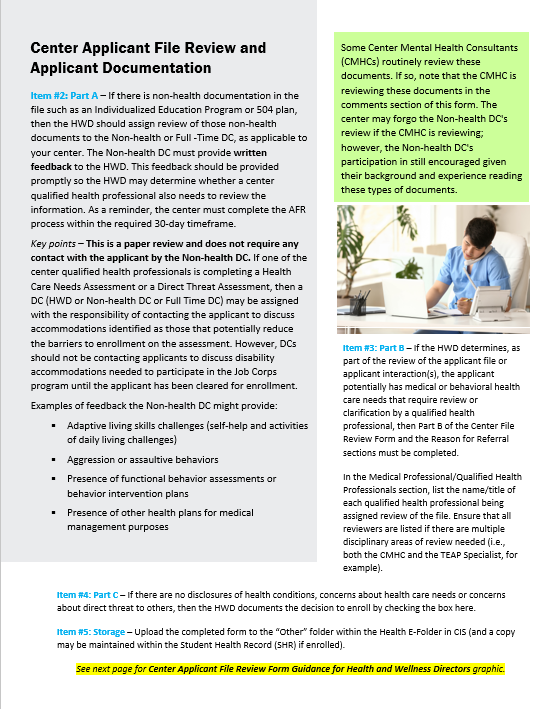 Center Applicant File Review and
Applicant Documentation
Item #2: Part A – If there is non-health documentation in the
file such as an Individualized Education Program or 504 plan,
then the HWD should assign review of those non-health
documents to the Non-health or Full -Time DC, as applicable to
your center. The Non-health DC must provide written
feedback to the HWD. This feedback should be provided
promptly so the HWD may determine whether a center
qualified health professional also needs to review the
information. As a reminder, the center must complete the AFR
process within the required 30-day timeframe.
Key points – This is a paper review and does not require any
contact with the applicant by the Non-health DC. If one of the
center qualified health professionals is completing a Health
Care Needs Assessment or a Direct Threat Assessment, then a
DC (HWD or Non-health DC or Full Time DC) may be assigned
with the responsibility of contacting the applicant to discuss
accommodations identified as those that potentially reduce
the barriers to enrollment on the assessment. However, DCs
should not be contacting applicants to discuss disability
accommodations needed to participate in the Job Corps
program until the applicant has been cleared for enrollment.
Examples of feedback the Non-health DC might provide:
▪ Adaptive living skills challenges (self-help and activities
of daily living challenges)
▪ Aggression or assaultive behaviors
▪ Presence of functional behavior assessments or
behavior intervention plans
▪ Presence of other health plans for medical
management purposes
Some Center Mental Health Consultants
(CMHCs) routinely review these
documents. If so, note that the CMHC is
reviewing these documents in the
comments section of this form. The
center may forgo the Non-health DC's
review if the CMHC is reviewing;
however, the Non-health DC's
participation in still encouraged given
their background and experience reading
these types of documents.
Item #3: Part B – If the HWD determines, as
part of the review of the applicant file or
applicant interaction(s), the applicant
potentially has medical or behavioral health
care needs that require review or
clarification by a qualified health
professional, then Part B of the Center File
Review Form and the Reason for Referral
sections must be completed.
In the Medical Professional/Qualified Health
Professionals section, list the name/title of
each qualified health professional being
assigned review of the file. Ensure that all
reviewers are listed if there are multiple
disciplinary areas of review needed (i.e.,
both the CMHC and the TEAP Specialist, for
example).
Item #4: Part C – If there are no disclosures of health conditions, concerns about health care needs or concerns
about direct threat to others, then the HWD documents the decision to enroll by checking the box here.
Item #5: Storage – Upload the completed form to the “Other” folder within the Health E-Folder in CIS (and a copy
may be maintained within the Student Health Record (SHR) if enrolled).
See next page for Center Applicant File Review Form Guidance for Health and Wellness Directors graphic.